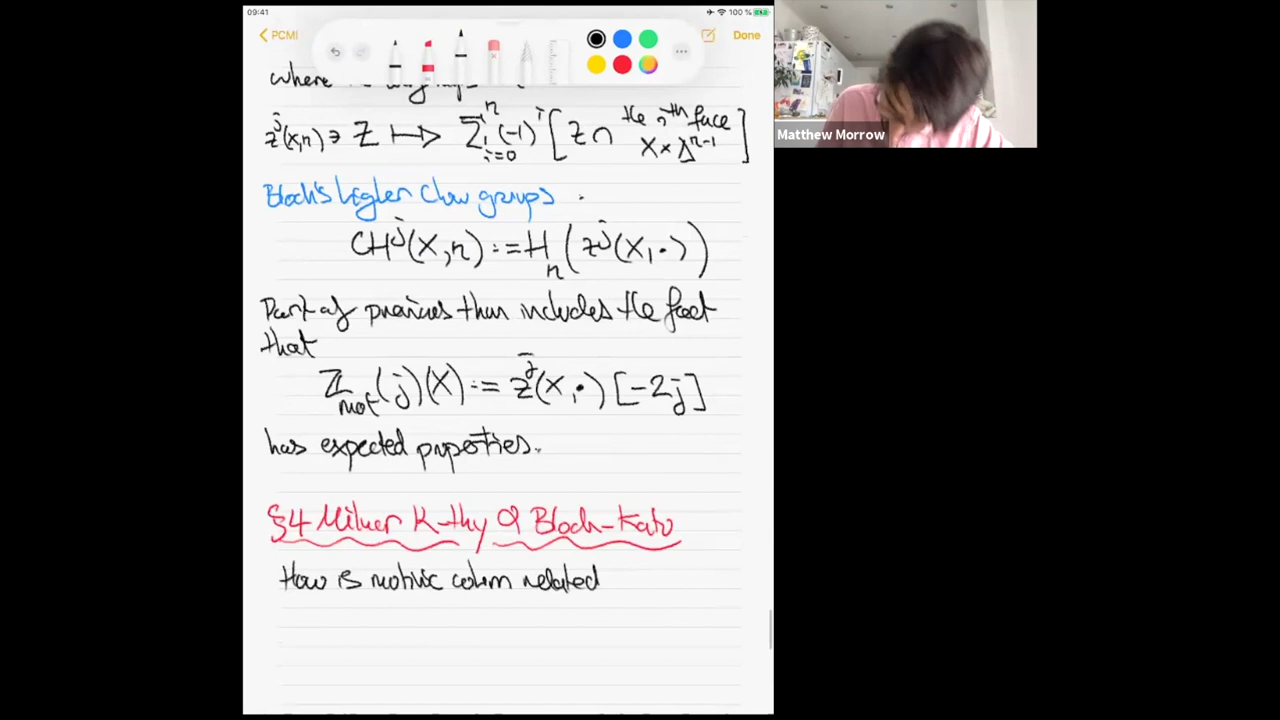 09:41
100 %
PCMI
Done
where
z^j(X,n) ∋ Z ↦ Σ_{i=0}^n (-1)^i [Z ∩ the nth face X × Δ^{n-1}]
Bloch's higher Chow groups :
CH^j(X,n) := H_n(z^j(X,•))
Part of previous thm includes the fact
that
ℤ_mot(j)(X) := z^j(X,•)[-2j]
has expected properties.
§4 Milnor K-thy & Bloch-Kato
How is motivic cohom related
Matthew Morrow